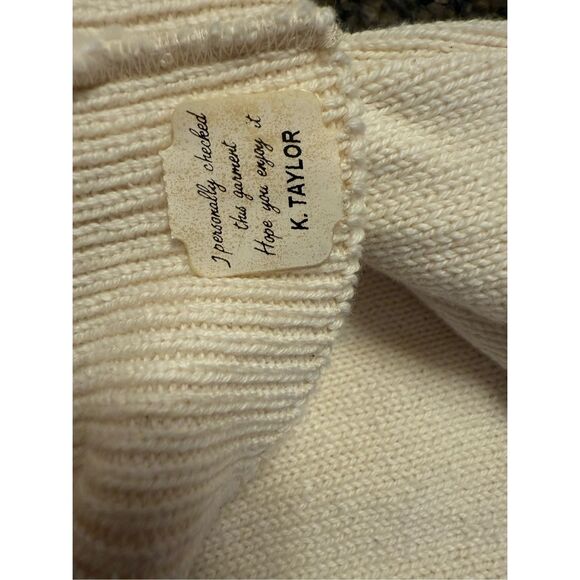 I personally checked
this garment
Hope you enjoy it
K. TAYLOR